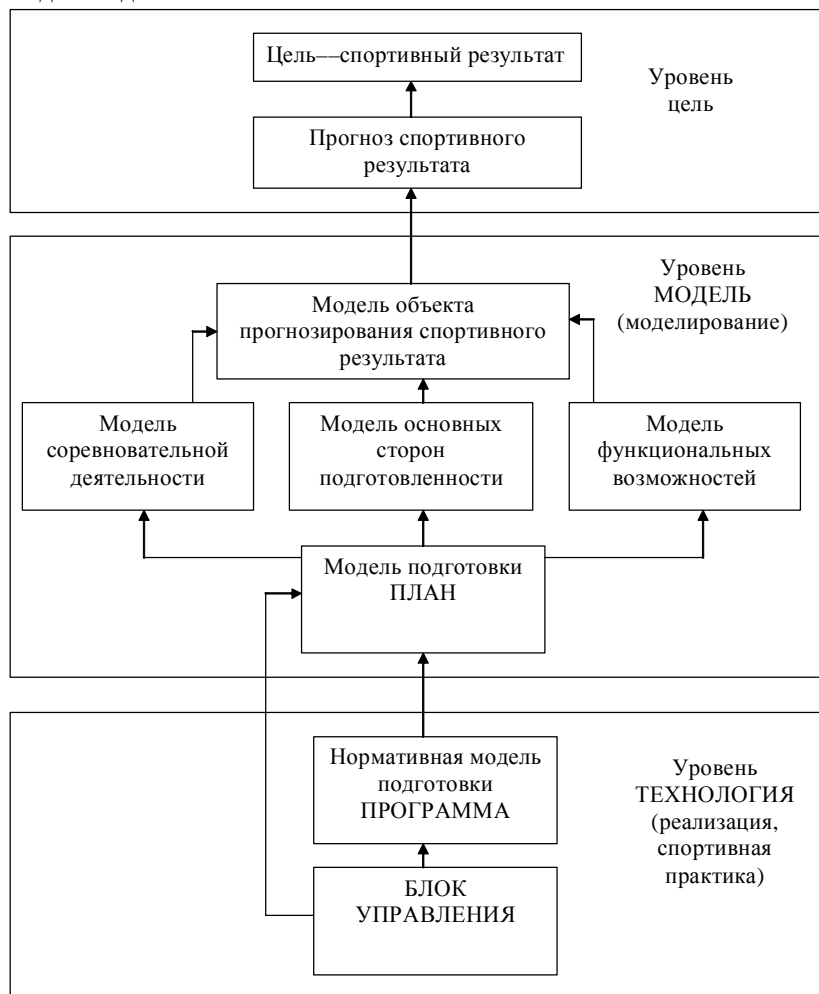 Цель––спортивный результат
Уровень
цель
Прогноз спортивного
результата
Уровень
МОДЕЛЬ
(моделирование)
Модель объекта
прогнозирования спортивного
результата
Модель
соревновательной
деятельности
Модель основных
сторон
подготовленности
Модель
функциональных
возможностей
Модель подготовки
ПЛАН
Нормативная модель
подготовки
ПРОГРАММА
Уровень
ТЕХНОЛОГИЯ
(реализация,
спортивная
практика)
БЛОК
УПРАВЛЕНИЯ